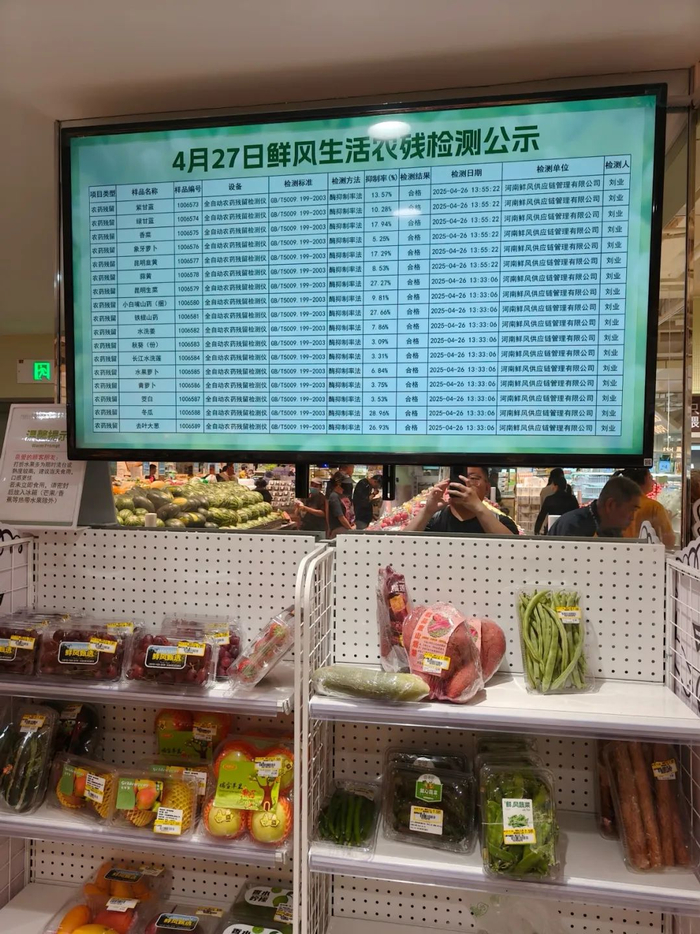 4月27日鲜风生活农残检测公示
项目类型 样品名称 样品编号 设备 检测标准 检测方法 抑制率(%) 检测结果 检测日期 检测单位 检测人
农药残留 紫甘蓝 1006573 全自动农药残留检测仪 GB/T5009.199-2003 酶抑制率法 13.57% 合格 2025-04-26 13:55:22 河南鲜风供应链管理有限公司 刘业
农药残留 绿甘蓝 1006574 全自动农药残留检测仪 GB/T5009.199-2003 酶抑制率法 10.28% 合格 2025-04-26 13:55:22 河南鲜风供应链管理有限公司 刘业
农药残留 香菜 1006575 全自动农药残留检测仪 GB/T5009.199-2003 酶抑制率法 17.94% 合格 2025-04-26 13:55:22 河南鲜风供应链管理有限公司 刘业
农药残留 象牙萝卜 1006576 全自动农药残留检测仪 GB/T5009.199-2003 酶抑制率法 5.25% 合格 2025-04-26 13:55:22 河南鲜风供应链管理有限公司 刘业
农药残留 昆明韭黄 1006577 全自动农药残留检测仪 GB/T5009.199-2003 酶抑制率法 17.29% 合格 2025-04-26 13:55:22 河南鲜风供应链管理有限公司 刘业
农药残留 蒜黄 1006578 全自动农药残留检测仪 GB/T5009.199-2003 酶抑制率法 8.53% 合格 2025-04-26 13:55:22 河南鲜风供应链管理有限公司 刘业
农药残留 昆明生菜 1006579 全自动农药残留检测仪 GB/T5009.199-2003 酶抑制率法 27.27% 合格 2025-04-26 13:33:06 河南鲜风供应链管理有限公司 刘业
农药残留 小白嘴山药（捆） 1006580 全自动农药残留检测仪 GB/T5009.199-2003 酶抑制率法 9.81% 合格 2025-04-26 13:33:06 河南鲜风供应链管理有限公司 刘业
农药残留 铁棍山药 1006581 全自动农药残留检测仪 GB/T5009.199-2003 酶抑制率法 27.66% 合格 2025-04-26 13:33:06 河南鲜风供应链管理有限公司 刘业
农药残留 水洗姜 1006582 全自动农药残留检测仪 GB/T5009.199-2003 酶抑制率法 7.86% 合格 2025-04-26 13:33:06 河南鲜风供应链管理有限公司 刘业
农药残留 秋葵（份） 1006583 全自动农药残留检测仪 GB/T5009.199-2003 酶抑制率法 3.09% 合格 2025-04-26 13:33:06 河南鲜风供应链管理有限公司 刘业
农药残留 长江水洗莲 1006584 全自动农药残留检测仪 GB/T5009.199-2003 酶抑制率法 3.31% 合格 2025-04-26 13:33:06 河南鲜风供应链管理有限公司 刘业
农药残留 水果萝卜 1006585 全自动农药残留检测仪 GB/T5009.199-2003 酶抑制率法 6.84% 合格 2025-04-26 13:33:06 河南鲜风供应链管理有限公司 刘业
农药残留 青萝卜 1006586 全自动农药残留检测仪 GB/T5009.199-2003 酶抑制率法 3.75% 合格 2025-04-26 13:33:06 河南鲜风供应链管理有限公司 刘业
农药残留 茭白 1006587 全自动农药残留检测仪 GB/T5009.199-2003 酶抑制率法 3.53% 合格 2025-04-26 13:33:06 河南鲜风供应链管理有限公司 刘业
农药残留 冬瓜 1006588 全自动农药残留检测仪 GB/T5009.199-2003 酶抑制率法 28.96% 合格 2025-04-26 13:33:06 河南鲜风供应链管理有限公司 刘业
农药残留 去叶大葱 1006589 全自动农药残留检测仪 GB/T5009.199-2003 酶抑制率法 26.93% 合格 2025-04-26 13:33:06 河南鲜风供应链管理有限公司 刘业
鲜风甄选
鲜风甄选
鲜风甄选
鲜风蔬菜
鲜风甄选